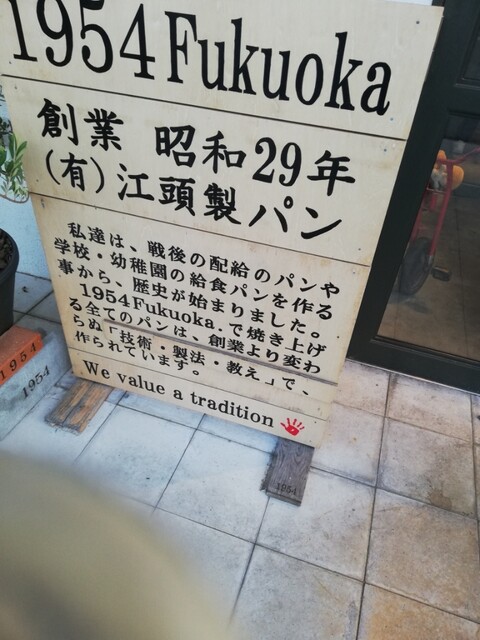 1954 Fukuoka
創業 昭和29年
(有)江頭製パン
私達は、戦後の配給のパンや
学校・幼稚園の給食パンを作る
事から、歴史が始まりました。
1954Fukuoka.で焼き上げ
る全てのパンは、創業より変わ
らぬ「技術・製法・教え」で、
作られています。
We value a tradition
1954
1954
1954